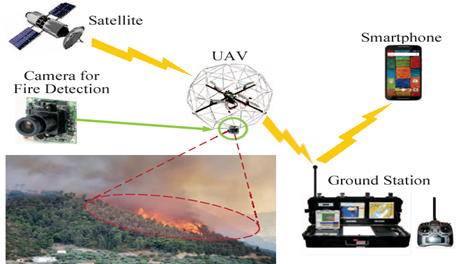 Satellite
UAV
Smartphone
Camera for
Fire Detection
Ground Station